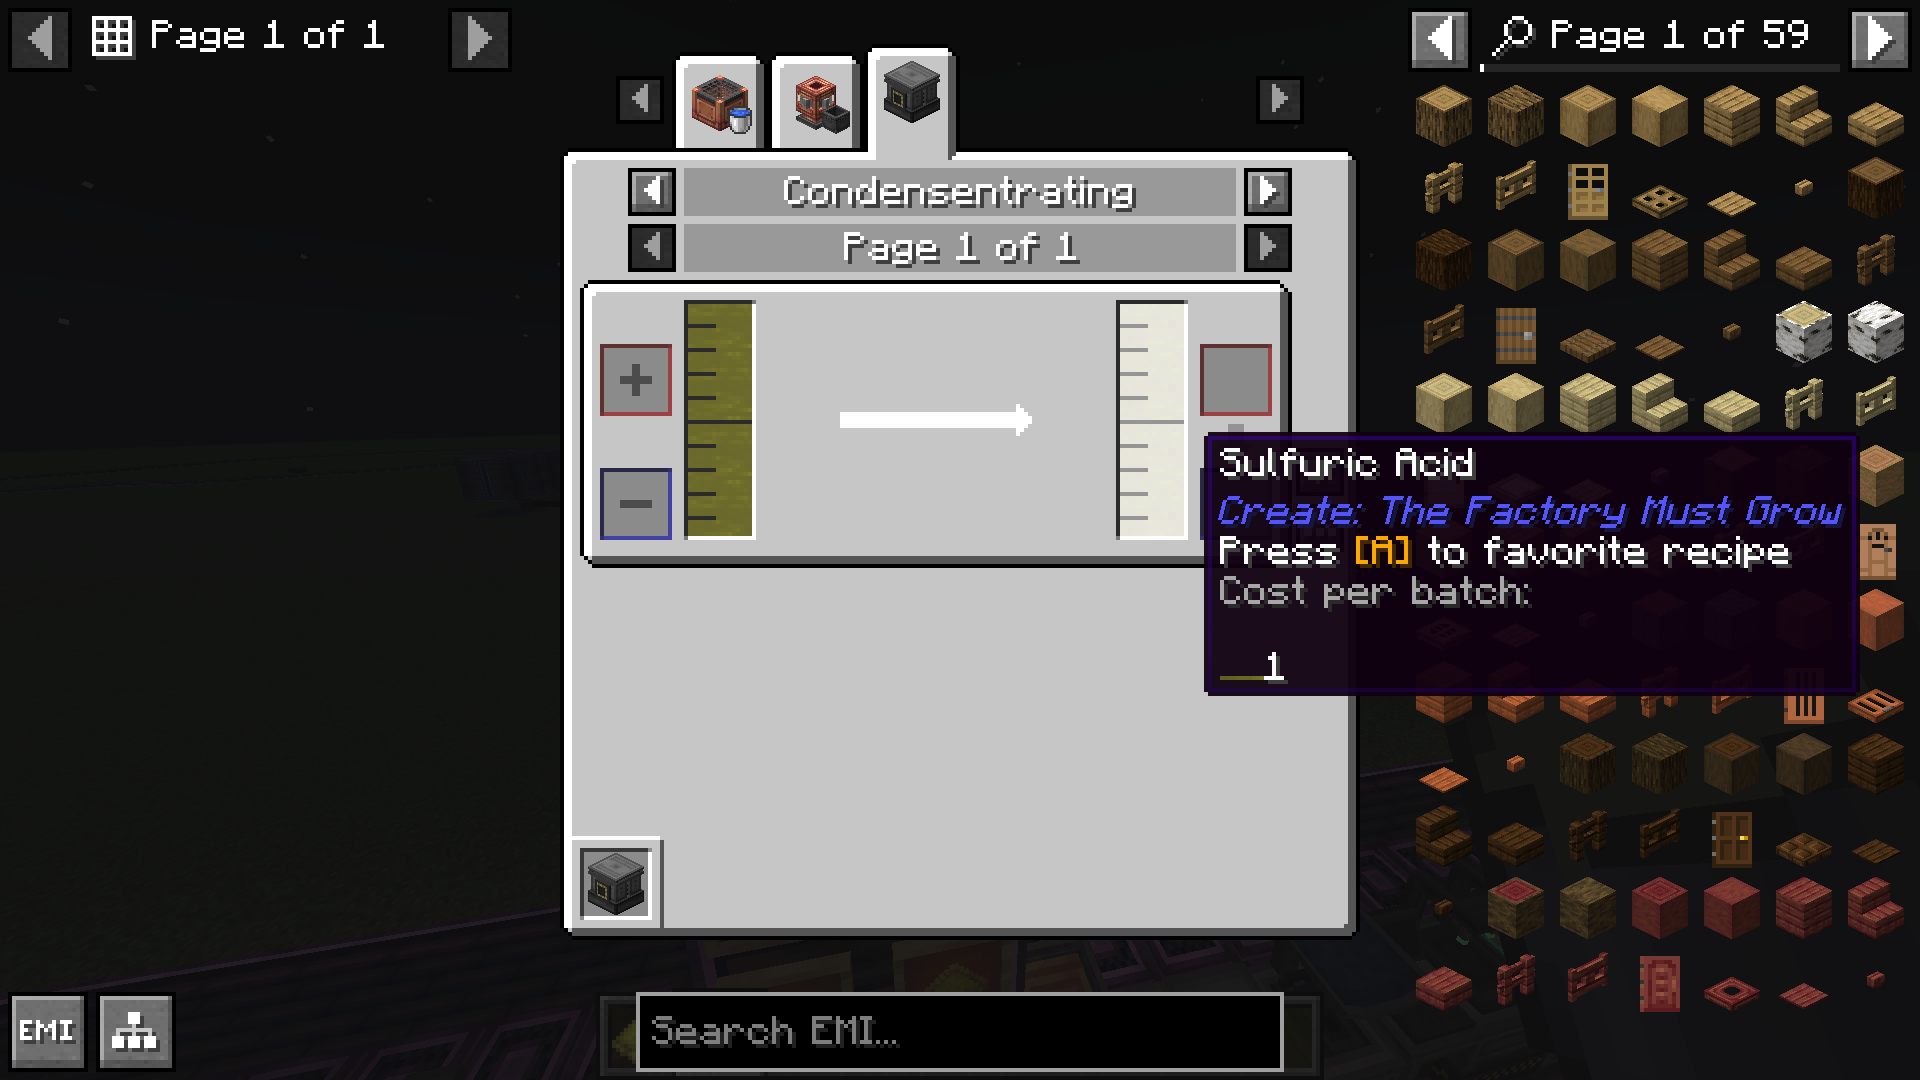 Page 1 of 1
Page 1 of 59
Condensentrating
Page 1 of 1
+
-
Sulfuric Acid
Create: The Factory Must Grow
Press [A] to favorite recipe
Cost per batch:
1
EMI
Search EMI...